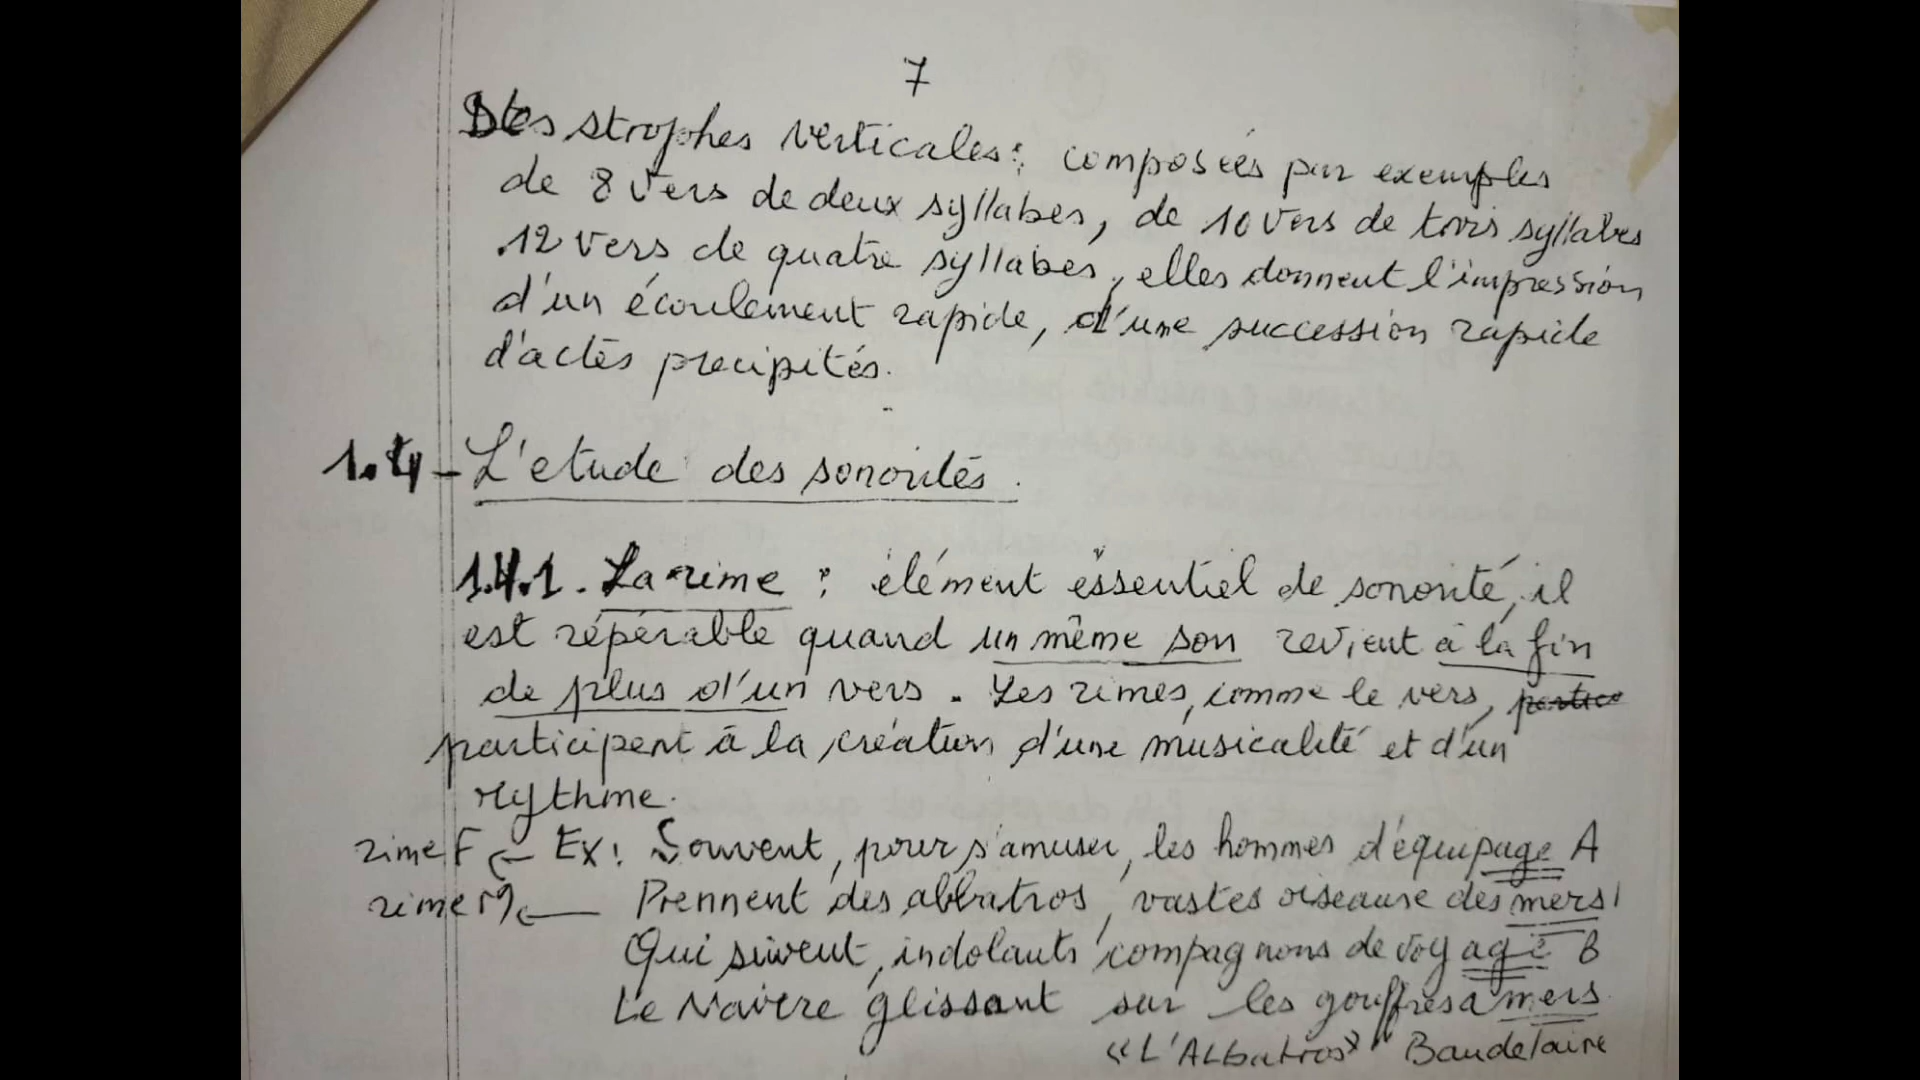 7
Des strophes verticales : composées par exemples
de 8 vers de deux syllabes, de 10 vers de trois syllabes
12 vers de quatre syllabes, elles donnent l'impression
d'un écoulement rapide, d'une succession rapide
d'actes precipités.
1.4 - L'etude des sonorités.
1.4.1. La rime : élément essentiel de sonorité, il
est répérable quand un même son revient à la fin
de plus d'un vers. Les rimes, comme le vers,
participent à la création d'une musicalité et d'un
rythme.
rime F ← Ex : Souvent, pour s'amuser, les hommes d'équipage A
rime M ← Prennent des albatros, vastes oiseaux des mers
Qui suivent, indolants compagnons de voyage B
Le Navire glissant sur les gouffres amers.
« L'Albatros » Baudelaire